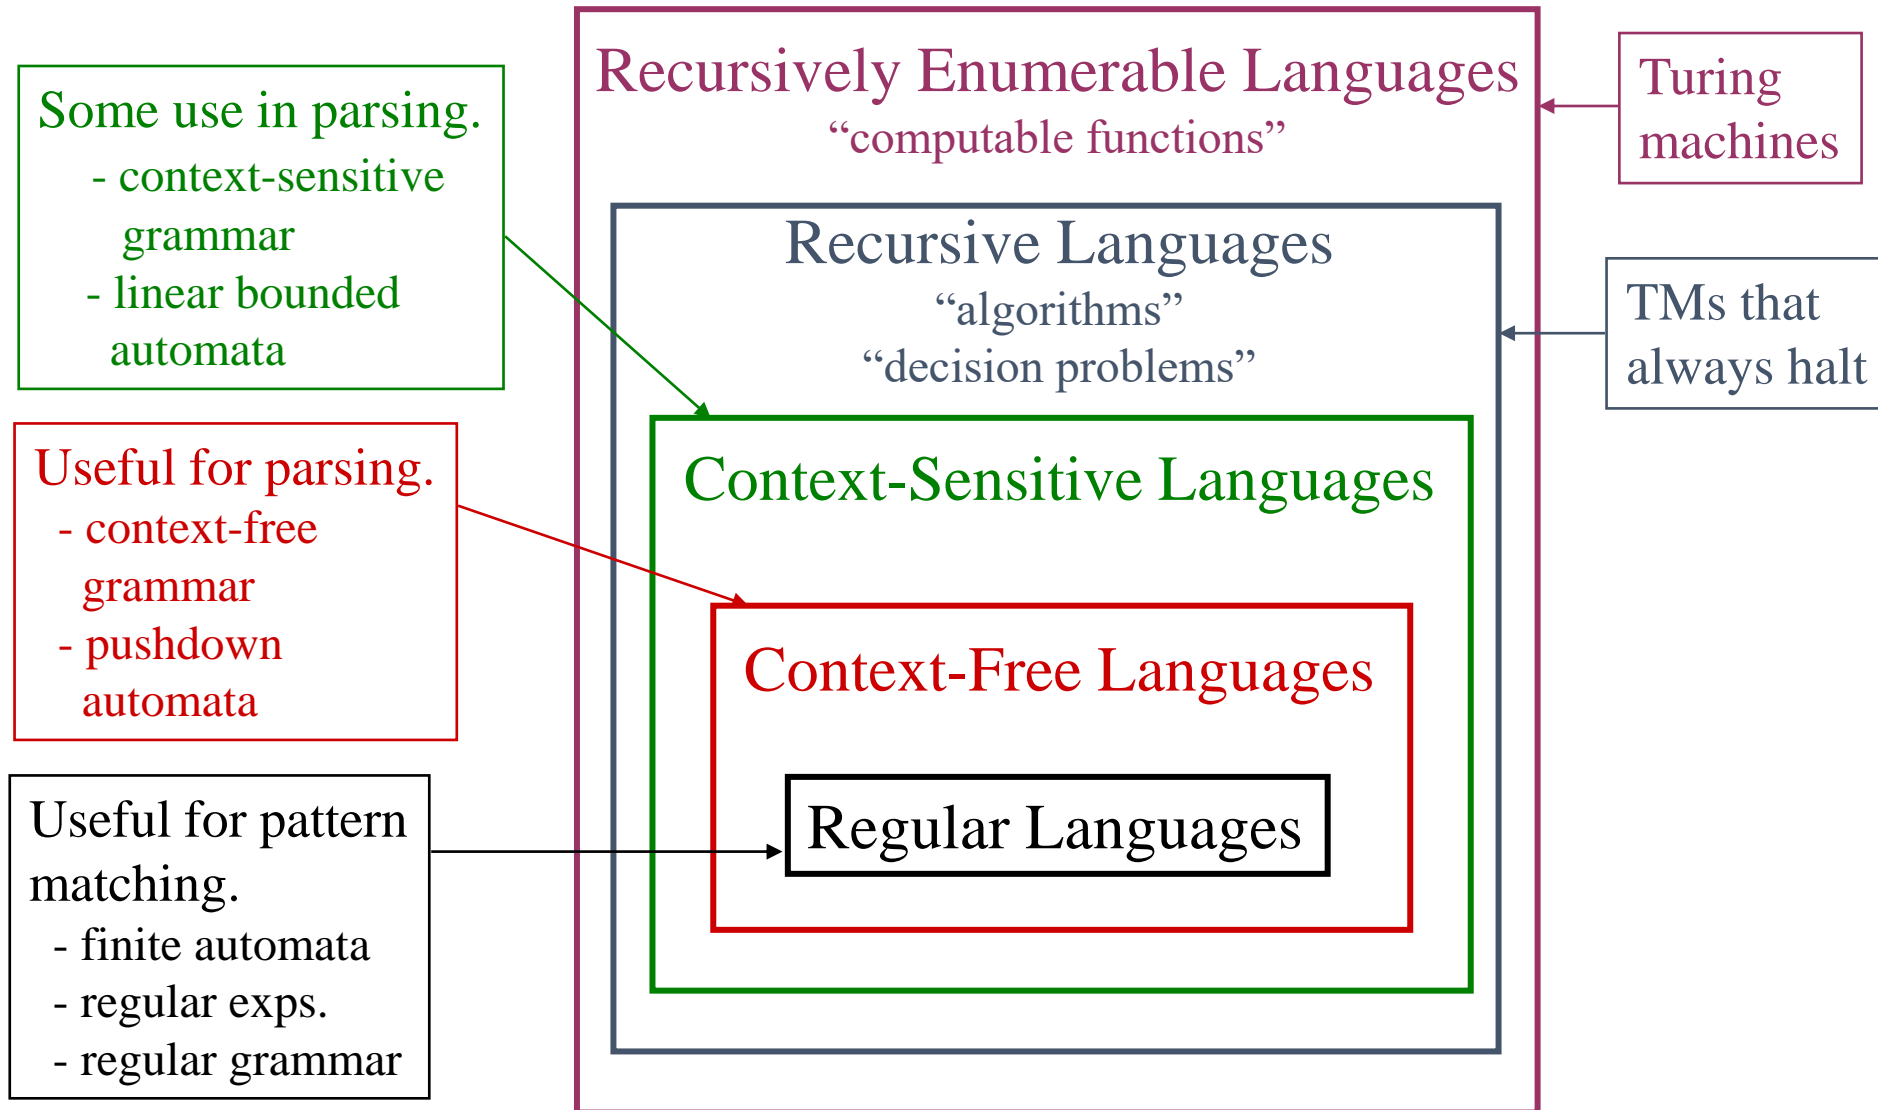 Recursively Enumerable Languages
“computable functions”
Turing
machines
Some use in parsing.
- context-sensitive
grammar
- linear bounded
automata
Recursive Languages
“algorithms”
“decision problems”
TMs that
always halt
Useful for parsing.
- context-free
grammar
- pushdown
automata
Context-Sensitive Languages
Context-Free Languages
Useful for pattern
matching.
- finite automata
- regular exps.
- regular grammar
Regular Languages